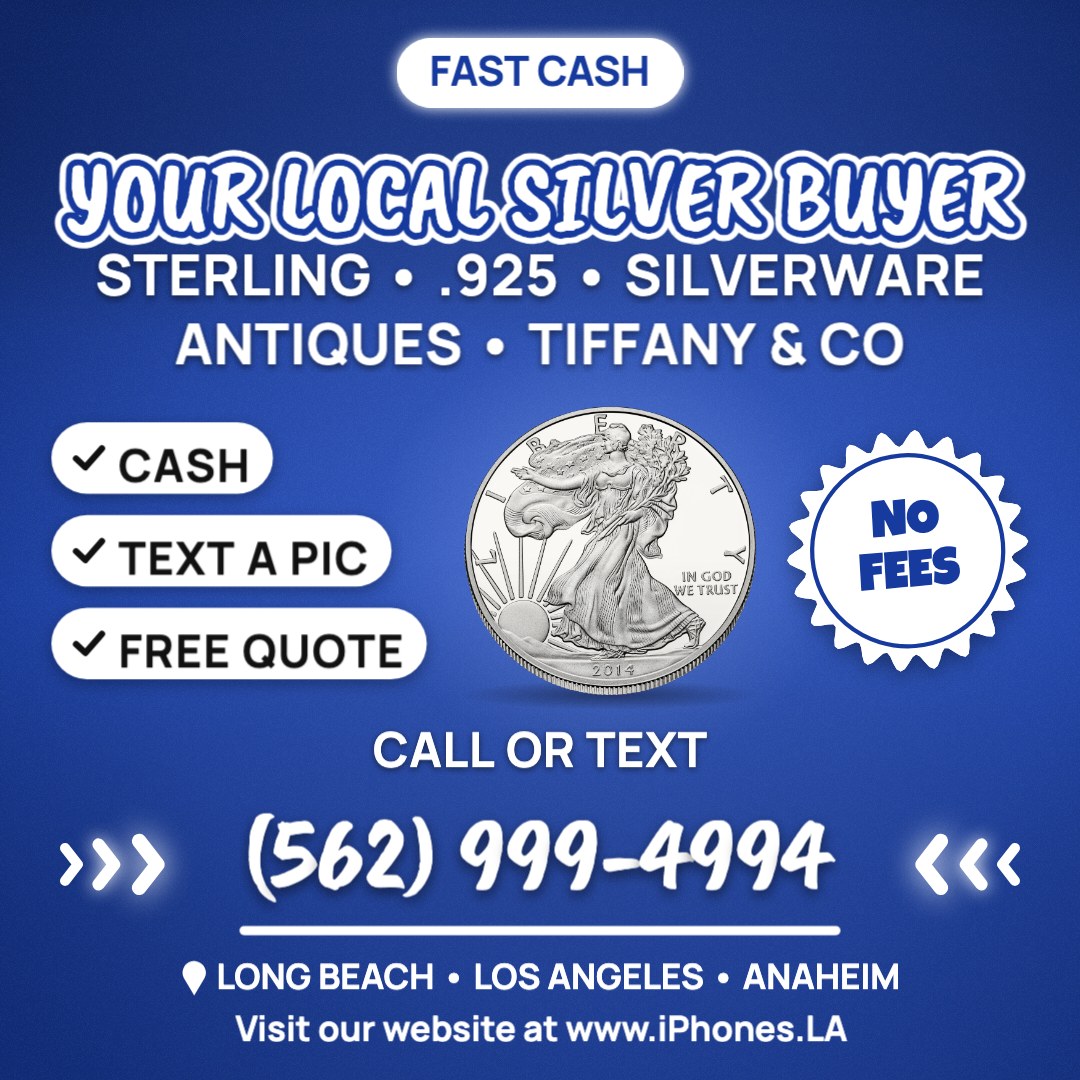 FAST CASH
YOUR LOCAL SILVER BUYER
STERLING • .925 • SILVERWARE
ANTIQUES • TIFFANY & CO
✓ CASH
✓ TEXT A PIC
✓ FREE QUOTE
LIBERTY
IN GOD
WE TRUST
2014
NO
FEES
CALL OR TEXT
(562) 999-4994
LONG BEACH • LOS ANGELES • ANAHEIM
Visit our website at www.iPhones.LA